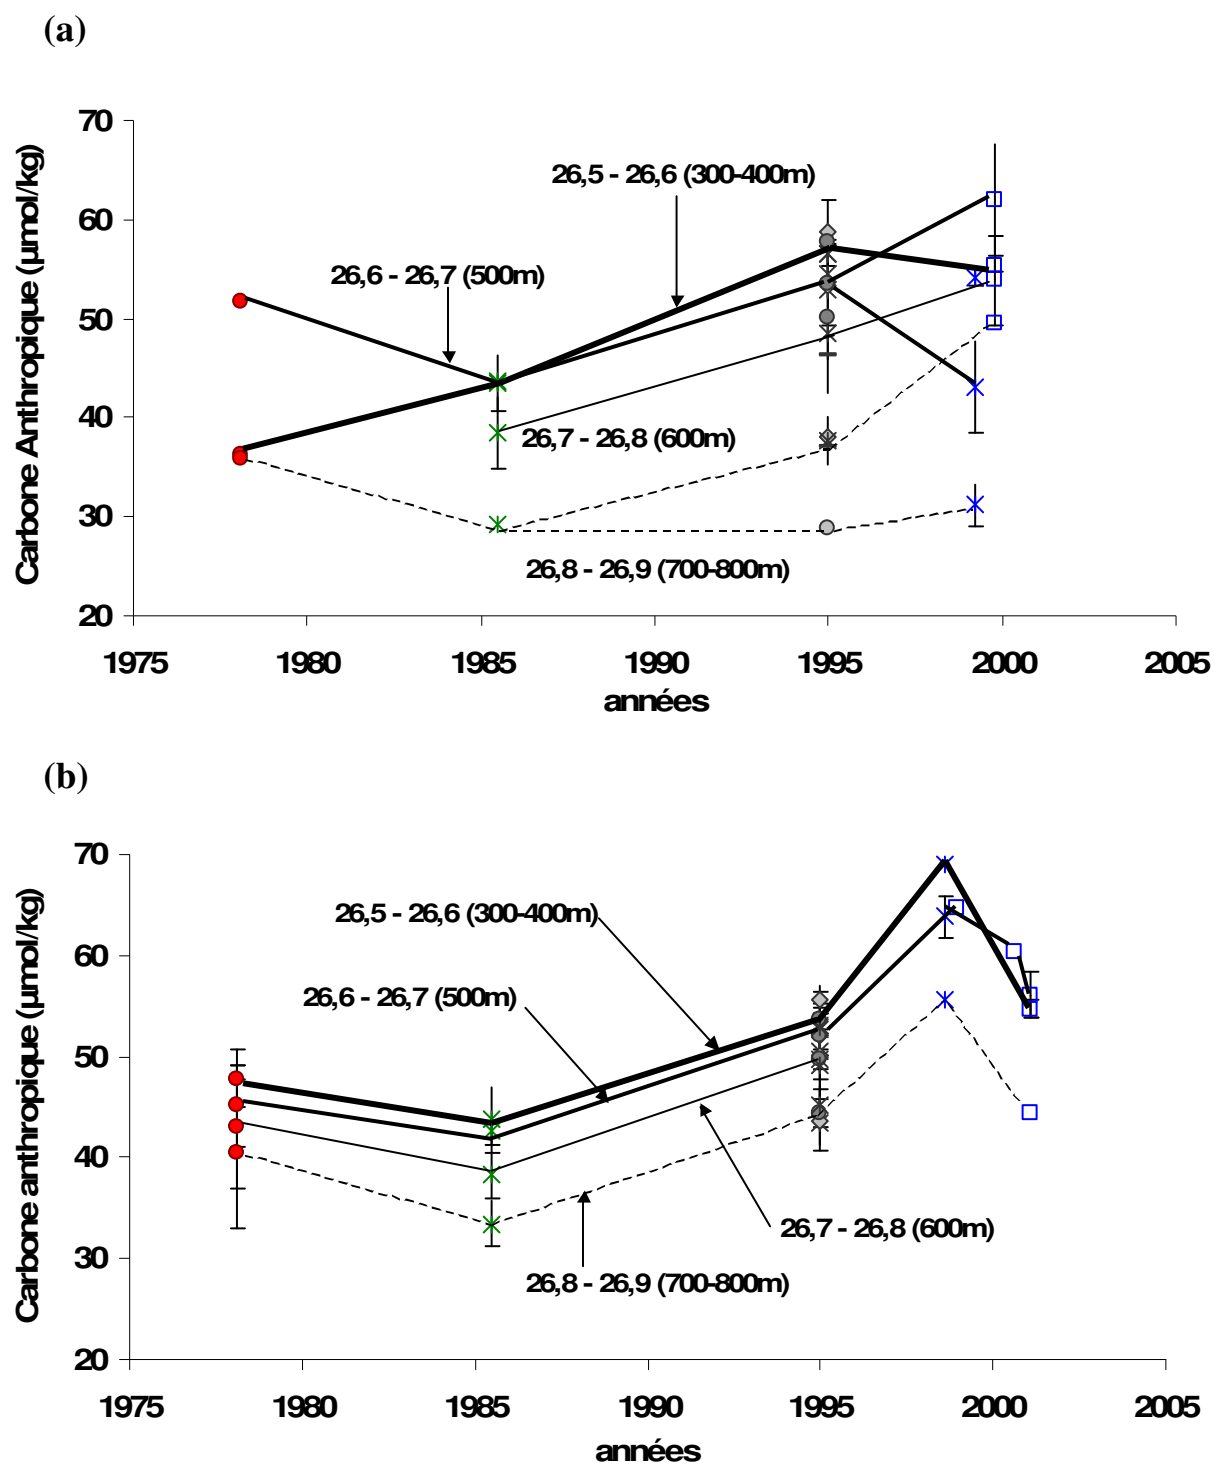 (a)
70
60
50
40
30
20
Carbone Anthropique (µmol/kg)
26,5 - 26,6 (300-400m)
26,6 - 26,7 (500m)
26,7 - 26,8 (600m)
26,8 - 26,9 (700-800m)
1975 1980 1985 1990 1995 2000 2005
années
(b)
70
60
50
40
30
20
Carbone anthropique (µmol/kg)
26,5 - 26,6 (300-400m)
26,6 - 26,7 (500m)
26,7 - 26,8 (600m)
26,8 - 26,9 (700-800m)
1975 1980 1985 1990 1995 2000 2005
années